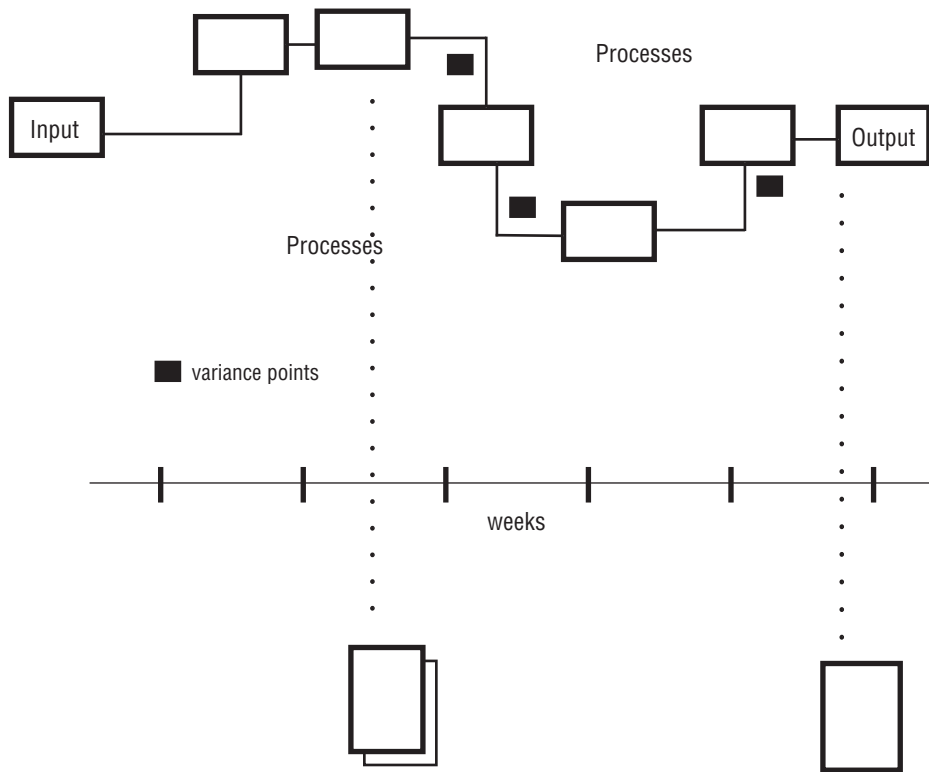 Processes
Input
Output
Processes
variance points
weeks